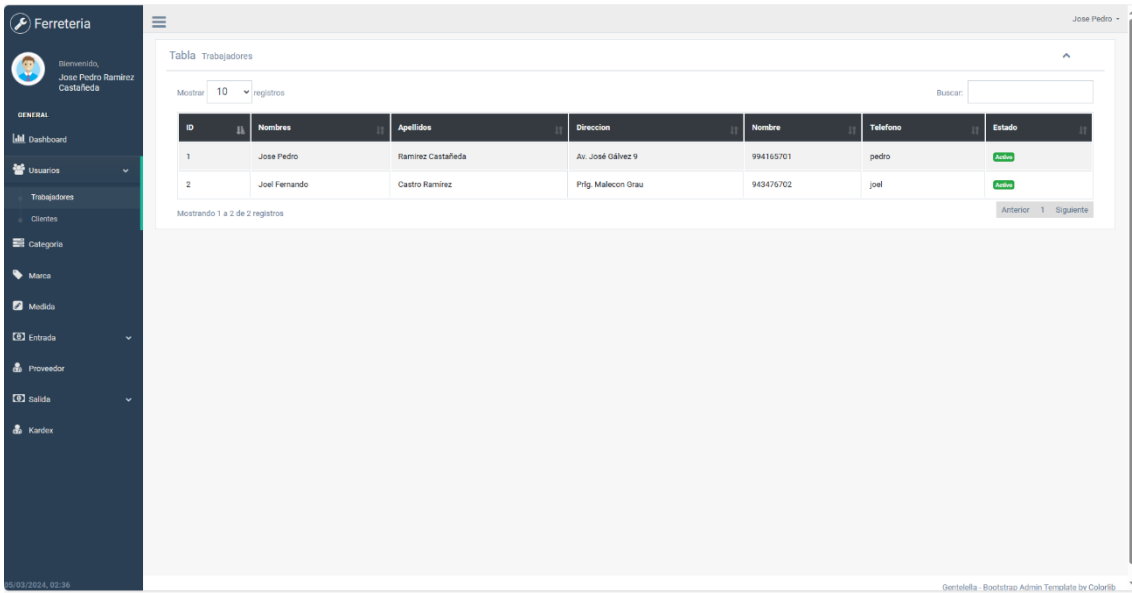 Ferreteria
Jose Pedro
Bienvenido,
Jose Pedro Ramirez
Castañeda
GENERAL
Dashboard
Usuarios
Trabajadores
Clientes
Categoria
Marca
Medida
Entrada
Proveedor
Salida
Kardex
05/03/2024, 02:36
Tabla Trabajadores
Mostrar 10 registros
Buscar:
ID Nombres Apellidos Direccion Nombre Telefono Estado
1 Jose Pedro Ramirez Castañeda Av. José Gálvez 9 994165701 pedro Activo
2 Joel Fernando Castro Ramírez Prlg. Malecon Grau 943476702 joel Activo
Mostrando 1 a 2 de 2 registros
Anterior 1 Siguiente
Gentelella - Bootstrap Admin Template by Colorlib